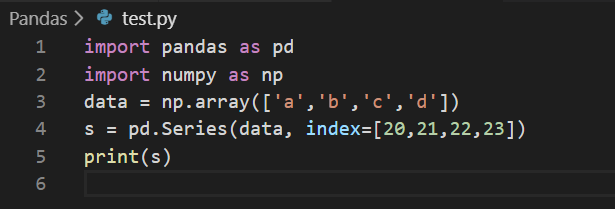 Pandas > test.py
1 import pandas as pd
2 import numpy as np
3 data = np.array(['a','b','c','d'])
4 s = pd.Series(data, index=[20,21,22,23])
5 print(s)
6